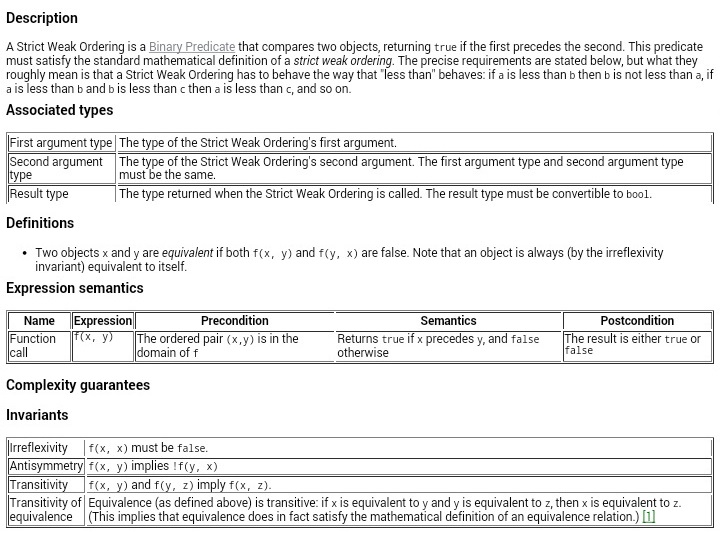 Description
A Strict Weak Ordering is a Binary Predicate that compares two objects, returning true if the first precedes the second. This predicate
must satisfy the standard mathematical definition of a strict weak ordering. The precise requirements are stated below, but what they
roughly mean is that a Strict Weak Ordering has to behave the way that "less than" behaves: if a is less than b then b is not less than a, if
a is less than b and b is less than c then a is less than c, and so on.
Associated types
First argument type The type of the Strict Weak Ordering's first argument.
Second argument The type of the Strict Weak Ordering's second argument. The first argument type and second argument type
type must be the same.
Result type The type returned when the Strict Weak Ordering is called. The result type must be convertible to bool.
Definitions
• Two objects x and y are equivalent if both f(x, y) and f(y, x) are false. Note that an object is always (by the irreflexivity
invariant) equivalent to itself.
Expression semantics
Name Expression Precondition Semantics Postcondition
Function f(x, y) The ordered pair (x,y) is in the Returns true if x precedes y, and false The result is either true or
call domain of f otherwise false
Complexity guarantees
Invariants
Irreflexivity f(x, x) must be false.
Antisymmetry f(x, y) implies !f(y, x)
Transitivity f(x, y) and f(y, z) imply f(x, z).
Transitivity of Equivalence (as defined above) is transitive: if x is equivalent to y and y is equivalent to z, then x is equivalent to z.
equivalence (This implies that equivalence does in fact satisfy the mathematical definition of an equivalence relation.) [1]